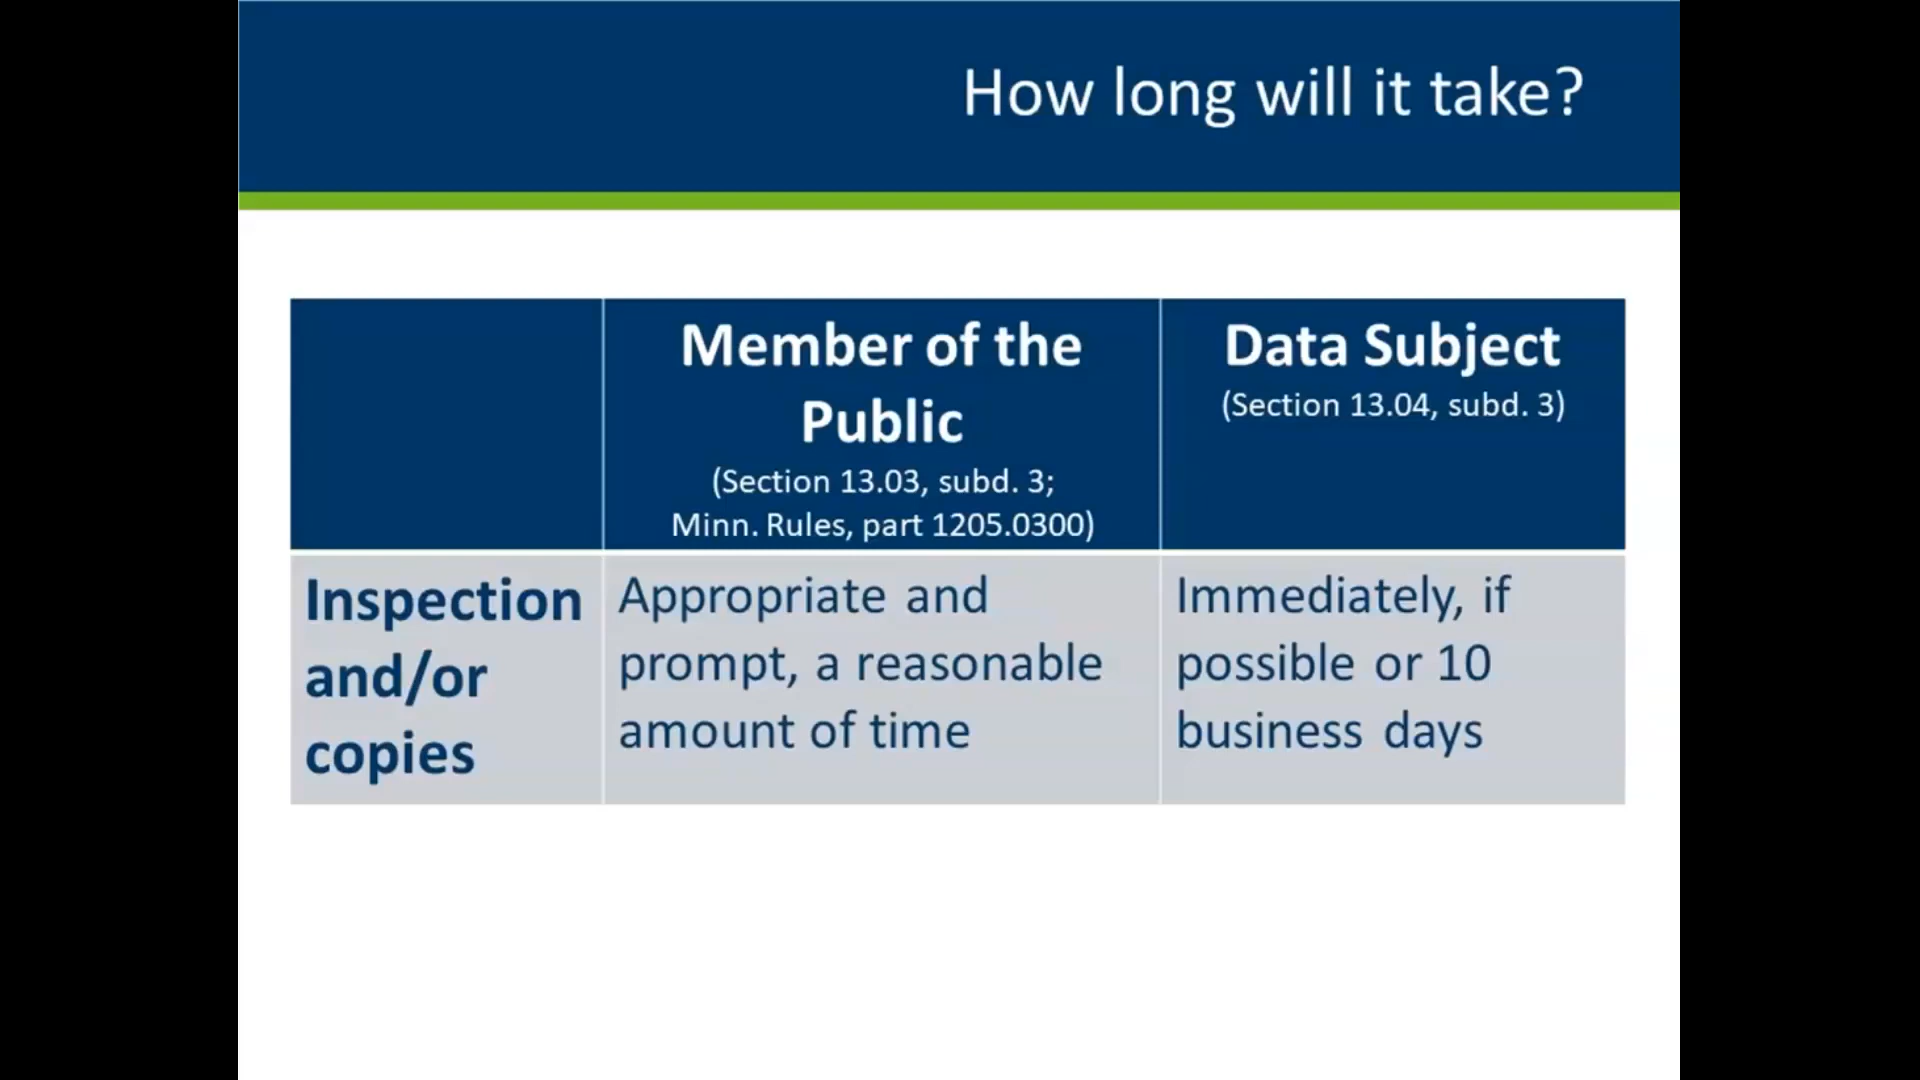 How long will it take?
Member of the
Public
(Section 13.03, subd. 3;
Minn. Rules, part 1205.0300)
Data Subject
(Section 13.04, subd. 3)
Inspection
and/or
copies
Appropriate and
prompt, a reasonable
amount of time
Immediately, if
possible or 10
business days